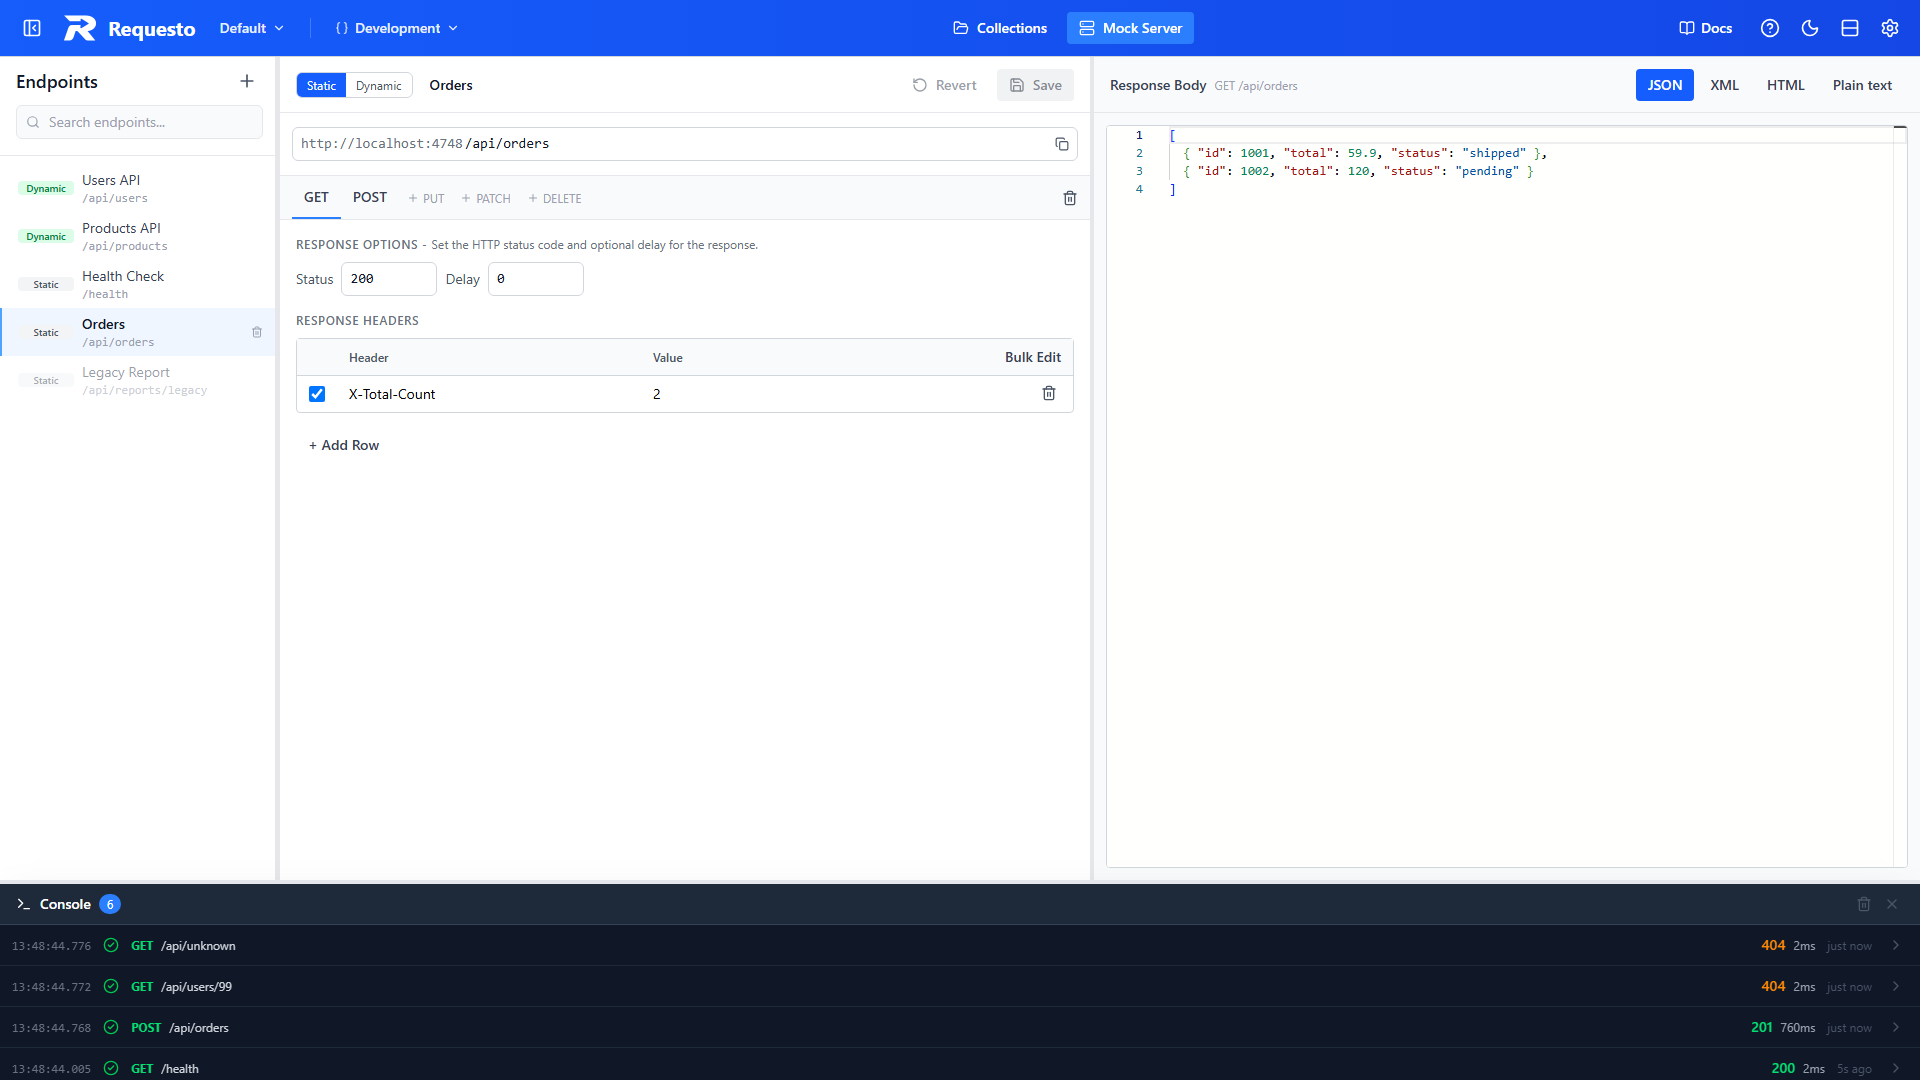 Requesto
Default
{} Development
Collections
Mock Server
Docs
Endpoints
Search endpoints...
Dynamic
Users API
/api/users
Dynamic
Products API
/api/products
Static
Health Check
/health
Static
Orders
/api/orders
Static
Legacy Report
/api/reports/legacy
Static
Dynamic
Orders
Revert
Save
http://localhost:4748/api/orders
GET
POST
+ PUT
+ PATCH
+ DELETE
RESPONSE OPTIONS - Set the HTTP status code and optional delay for the response.
Status
200
Delay
0
RESPONSE HEADERS
Header
Value
Bulk Edit
X-Total-Count
2
+ Add Row
Response Body
GET /api/orders
JSON
XML
HTML
Plain text
1 [
2 { "id": 1001, "total": 59.9, "status": "shipped" },
3 { "id": 1002, "total": 120, "status": "pending" }
4 ]
Console
6
13:48:44.776 GET /api/unknown 404 2ms just now
13:48:44.772 GET /api/users/99 404 2ms just now
13:48:44.768 POST /api/orders 201 760ms just now
13:48:44.005 GET /health 200 2ms 5s ago